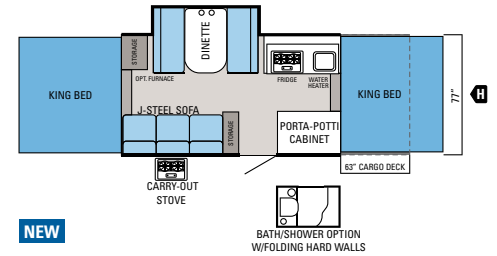 DINETTE
STORAGE
OPT. FURNACE
FRIDGE
WATER
HEATER
KING BED
KING BED
77"
H
J-STEEL SOFA
STORAGE
PORTA-POTTI
CABINET
63" CARGO DECK
CARRY-OUT
STOVE
NEW
BATH/SHOWER OPTION
W/FOLDING HARD WALLS